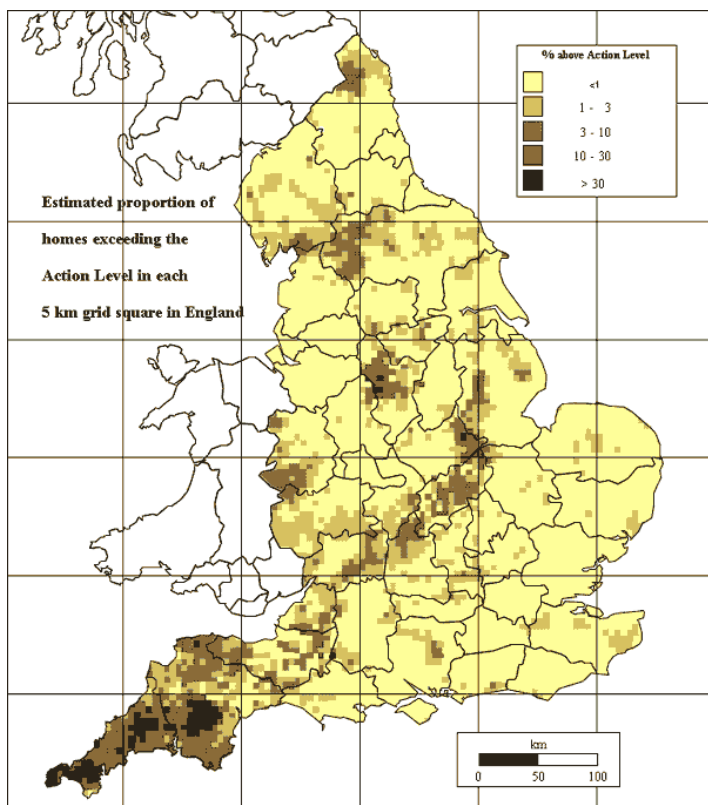 % above Action Level
<1
1 - 3
3 - 10
10 - 30
> 30
Estimated proportion of
homes exceeding the
Action Level in each
5 km grid square in England
km
0 50 100